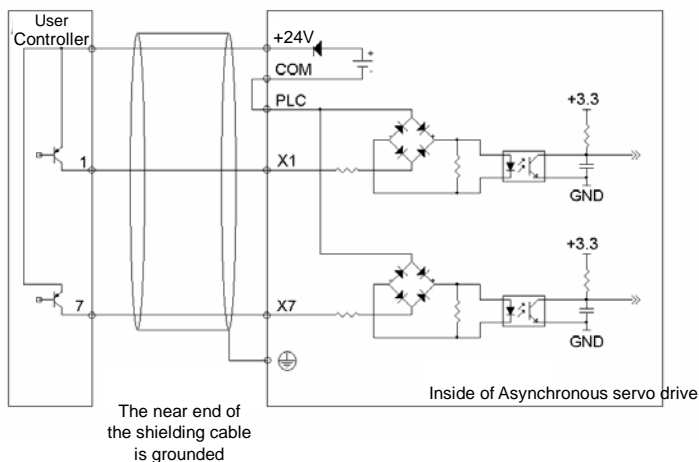 User
Controller
+24V
+
-
COM
PLC
+3.3
1
X1
- +
GND
+3.3
7
X7
- +
GND
Inside of Asynchronous servo drive
The near end of
the shielding cable
is grounded